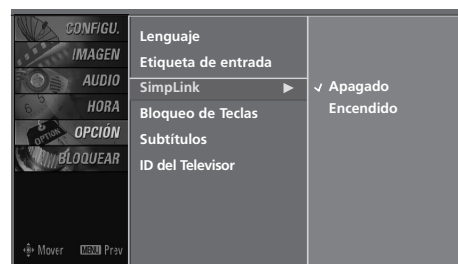 CONFIGU.
IMAGEN
AUDIO
HORA
OPCIÓN
BLOQUEAR
Mover MENU Prev
Lenguaje
Etiqueta de entrada
SimpLink ▶
Bloqueo de Teclas
Subtítulos
ID del Televisor
✓ Apagado
Encendido